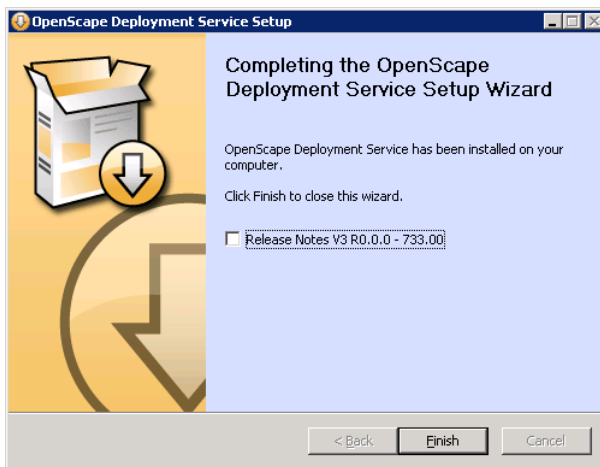 OpenScape Deployment Service Setup
Completing the OpenScape
Deployment Service Setup Wizard
OpenScape Deployment Service has been installed on your
computer.
Click Finish to close this wizard.
Release Notes V3 R0.0.0 - 733.00
< Back
Finish
Cancel